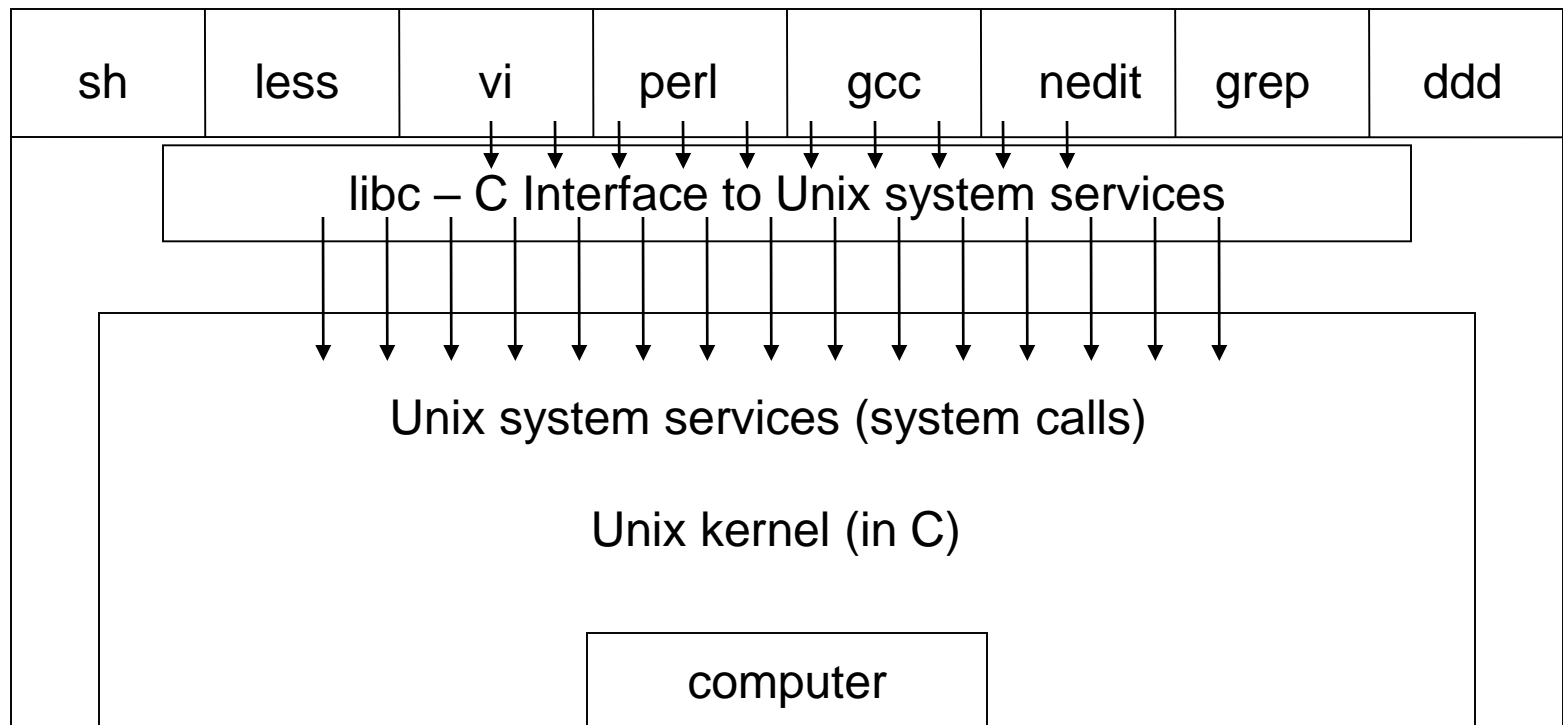 sh less vi perl gcc nedit grep ddd
libc – C Interface to Unix system services
Unix system services (system calls)
Unix kernel (in C)
computer